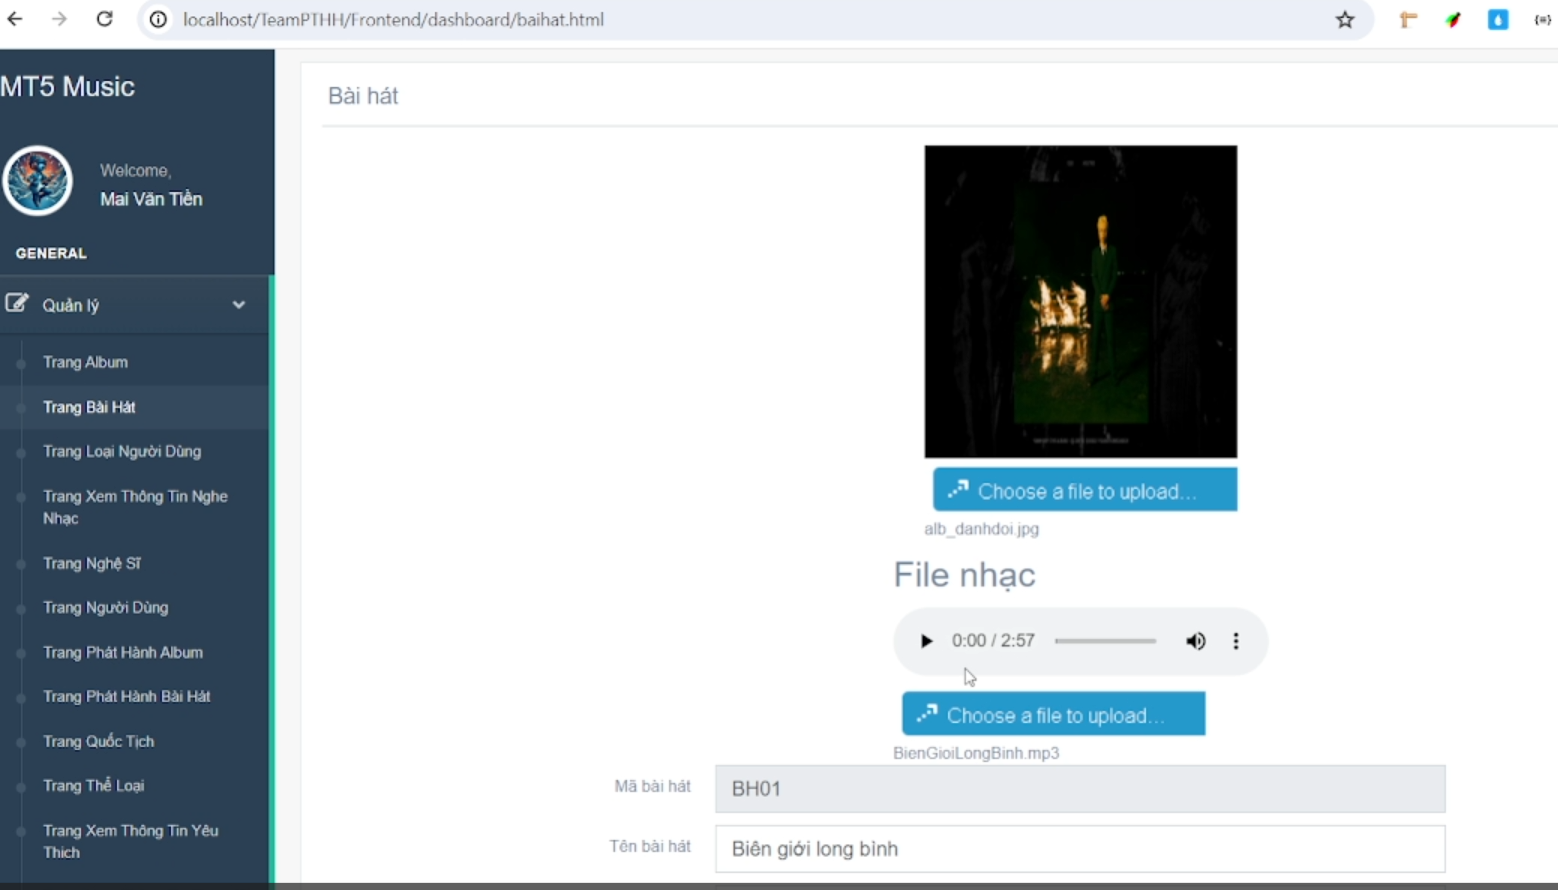 localhost/TeamPTHH/Frontend/dashboard/baihat.html
MT5 Music
Welcome,
Mai Văn Tiền
GENERAL
Quản lý
Trang Album
Trang Bài Hát
Trang Loại Người Dùng
Trang Xem Thông Tin Nghe
Nhạc
Trang Nghệ Sĩ
Trang Người Dùng
Trang Phát Hành Album
Trang Phát Hành Bài Hát
Trang Quốc Tịch
Trang Thể Loại
Trang Xem Thông Tin Yêu
Thích
Bài hát
Choose a file to upload...
alb_danhdoi.jpg
File nhạc
0:00 / 2:57
Choose a file to upload...
BienGioiLongBinh.mp3
Mã bài hát
BH01
Tên bài hát
Biên giới long bình